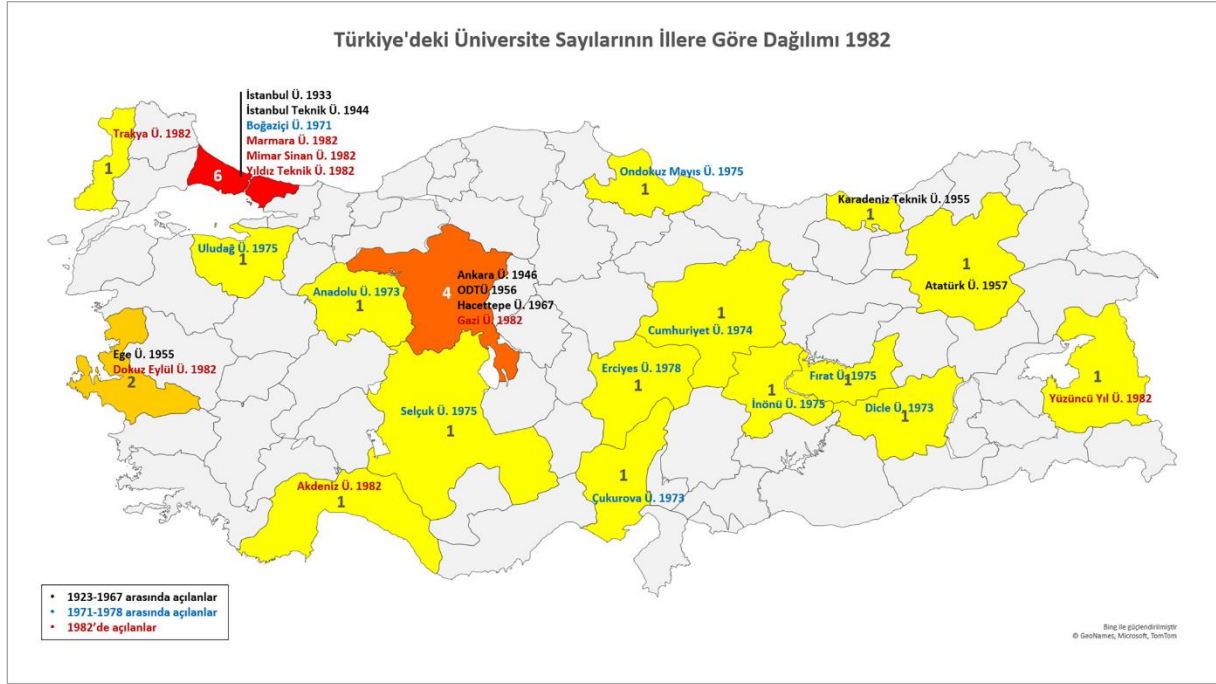 Türkiye'deki Üniversite Sayılarının İllere Göre Dağılımı 1982
İstanbul Ü. 1933
İstanbul Teknik Ü. 1944
Boğaziçi Ü. 1971
Marmara Ü. 1982
Mimar Sinan Ü. 1982
Yıldız Teknik Ü. 1982
6
Trakya Ü. 1982
1
Ondokuz Mayıs Ü. 1975
1
Karadeniz Teknik Ü. 1955
1
Uludağ Ü. 1975
1
Anadolu Ü. 1973
1
4
Ankara Ü. 1946
ODTÜ 1956
Hacettepe Ü. 1967
Gazi Ü. 1982
1
Atatürk Ü. 1957
1
Cumhuriyet Ü. 1974
Ege Ü. 1955
Dokuz Eylül Ü. 1982
2
Erciyes Ü. 1978
1
1
İnönü Ü. 1975
Fırat Ü. 1975
1
Dicle Ü. 1973
1
1
Yüzüncü Yıl Ü. 1982
Selçuk Ü. 1975
1
Akdeniz Ü. 1982
1
1
Çukurova Ü. 1973
• 1923-1967 arasında açılanlar
• 1971-1978 arasında açılanlar
• 1982'de açılanlar
Bing ile güçlendirilmiştir
© GeoNames, Microsoft, TomTom